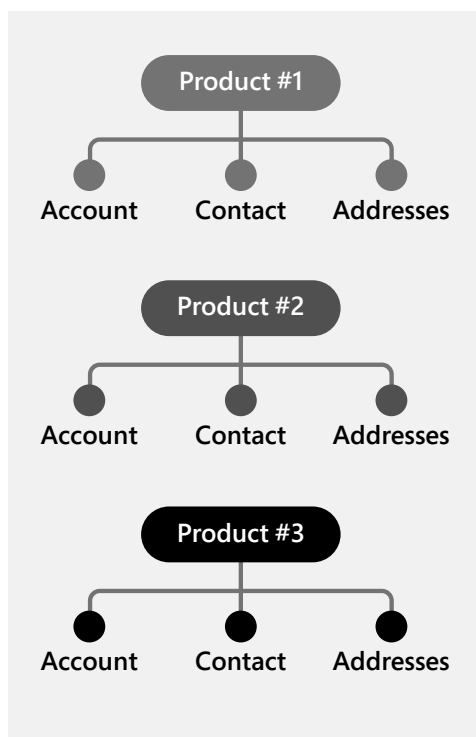 Product #1
Account Contact Addresses
Product #2
Account Contact Addresses
Product #3
Account Contact Addresses